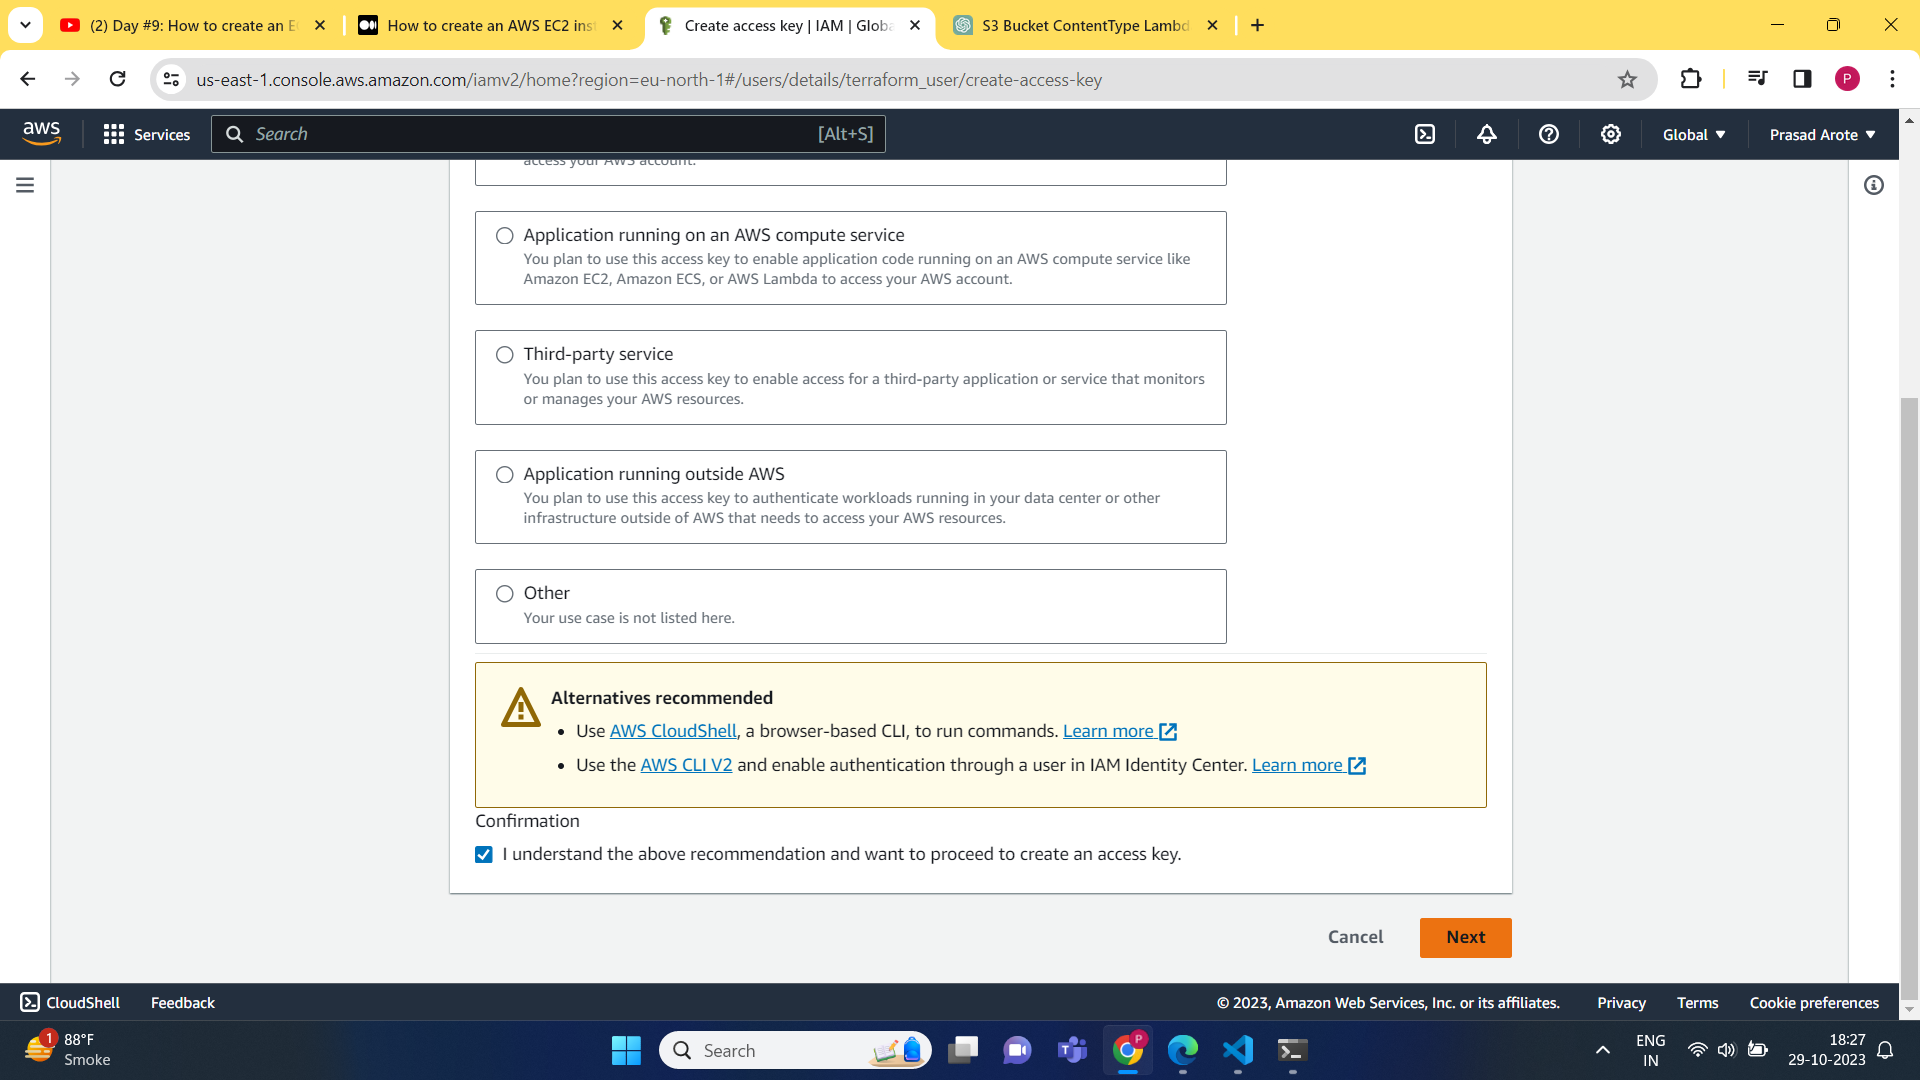 (2) Day #9: How to create an E
How to create an AWS EC2 inst
Create access key | IAM | Globa
S3 Bucket ContentType Lambd
us-east-1.console.aws.amazon.com/iamv2/home?region=eu-north-1#/users/details/terraform_user/create-access-key
P
aws
Services
Search
[Alt+S]
Global
Prasad Arote
access your AWS account.
Application running on an AWS compute service
You plan to use this access key to enable application code running on an AWS compute service like
Amazon EC2, Amazon ECS, or AWS Lambda to access your AWS account.
Third-party service
You plan to use this access key to enable access for a third-party application or service that monitors
or manages your AWS resources.
Application running outside AWS
You plan to use this access key to authenticate workloads running in your data center or other
infrastructure outside of AWS that needs to access your AWS resources.
Other
Your use case is not listed here.
Alternatives recommended
• Use AWS CloudShell, a browser-based CLI, to run commands. Learn more
• Use the AWS CLI V2 and enable authentication through a user in IAM Identity Center. Learn more
Confirmation
I understand the above recommendation and want to proceed to create an access key.
Cancel
Next
CloudShell
Feedback
© 2023, Amazon Web Services, Inc. or its affiliates.
Privacy
Terms
Cookie preferences
1
88°F
Smoke
Search
P
ENG
IN
18:27
29-10-2023